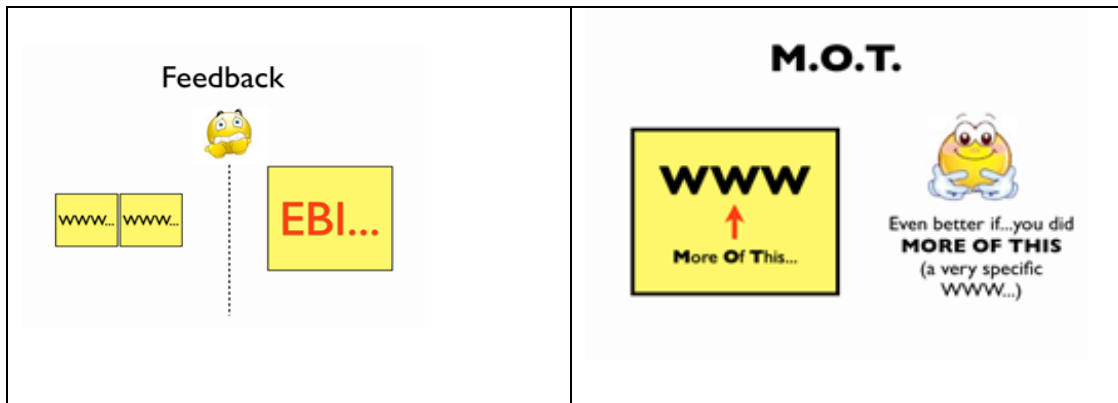 Feedback
WWW... WWW...
EBI...
M.O.T.
WWW
More Of This...
Even better if...you did
MORE OF THIS
(a very specific
WWW...)